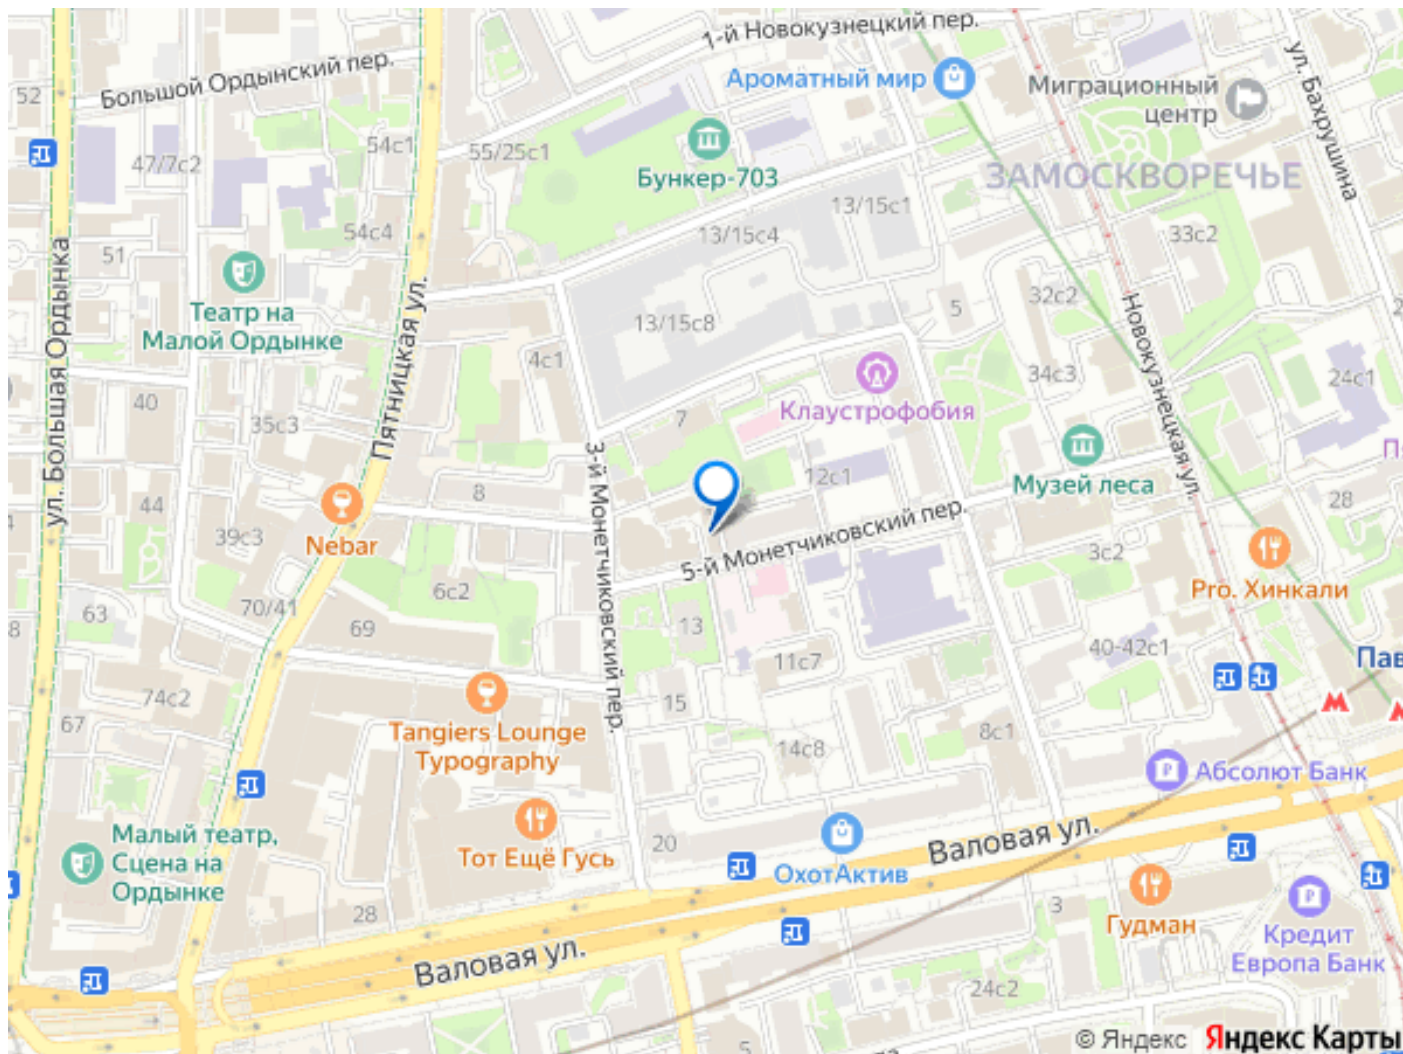 1-й Новокузнецкий пер.
Большой Ордынский пер.
52
Ароматный мир
Миграционный
центр
ул. Бахрушина
54с1
55/25с1
47/7с2
Бункер-703
ЗАМОСКВОРЕЧЬЕ
13/15с1
54с4
13/15с4
33с2
51
ул. Большая Ордынка
Театр на
Малой Ордынке
Пятницкая ул.
13/15с8
5
32с2
Новокузнецкая ул.
4с1
34с3
24с1
40
Клаустрофобия
35с3
7
3-й Монетчиковский пер.
Музей леса
12с1
44
8
28
39с3
Nebar
5-й Монетчиковский пер.
3с2
Pro. Хинкали
6с2
70/41
63
69
13
8
11с7
40-42с1
Пав
74с2
15
67
Tangiers Lounge
Typography
14с8
8с1
Абсолют Банк
Малый театр,
Сцена на
Ордынке
Тот Ещё Гусь
20
ОхотАктив
Валовая ул.
28
3
Гудман
Кредит
Европа Банк
Валовая ул.
24с2
5
© Яндекс Яндекс Карты